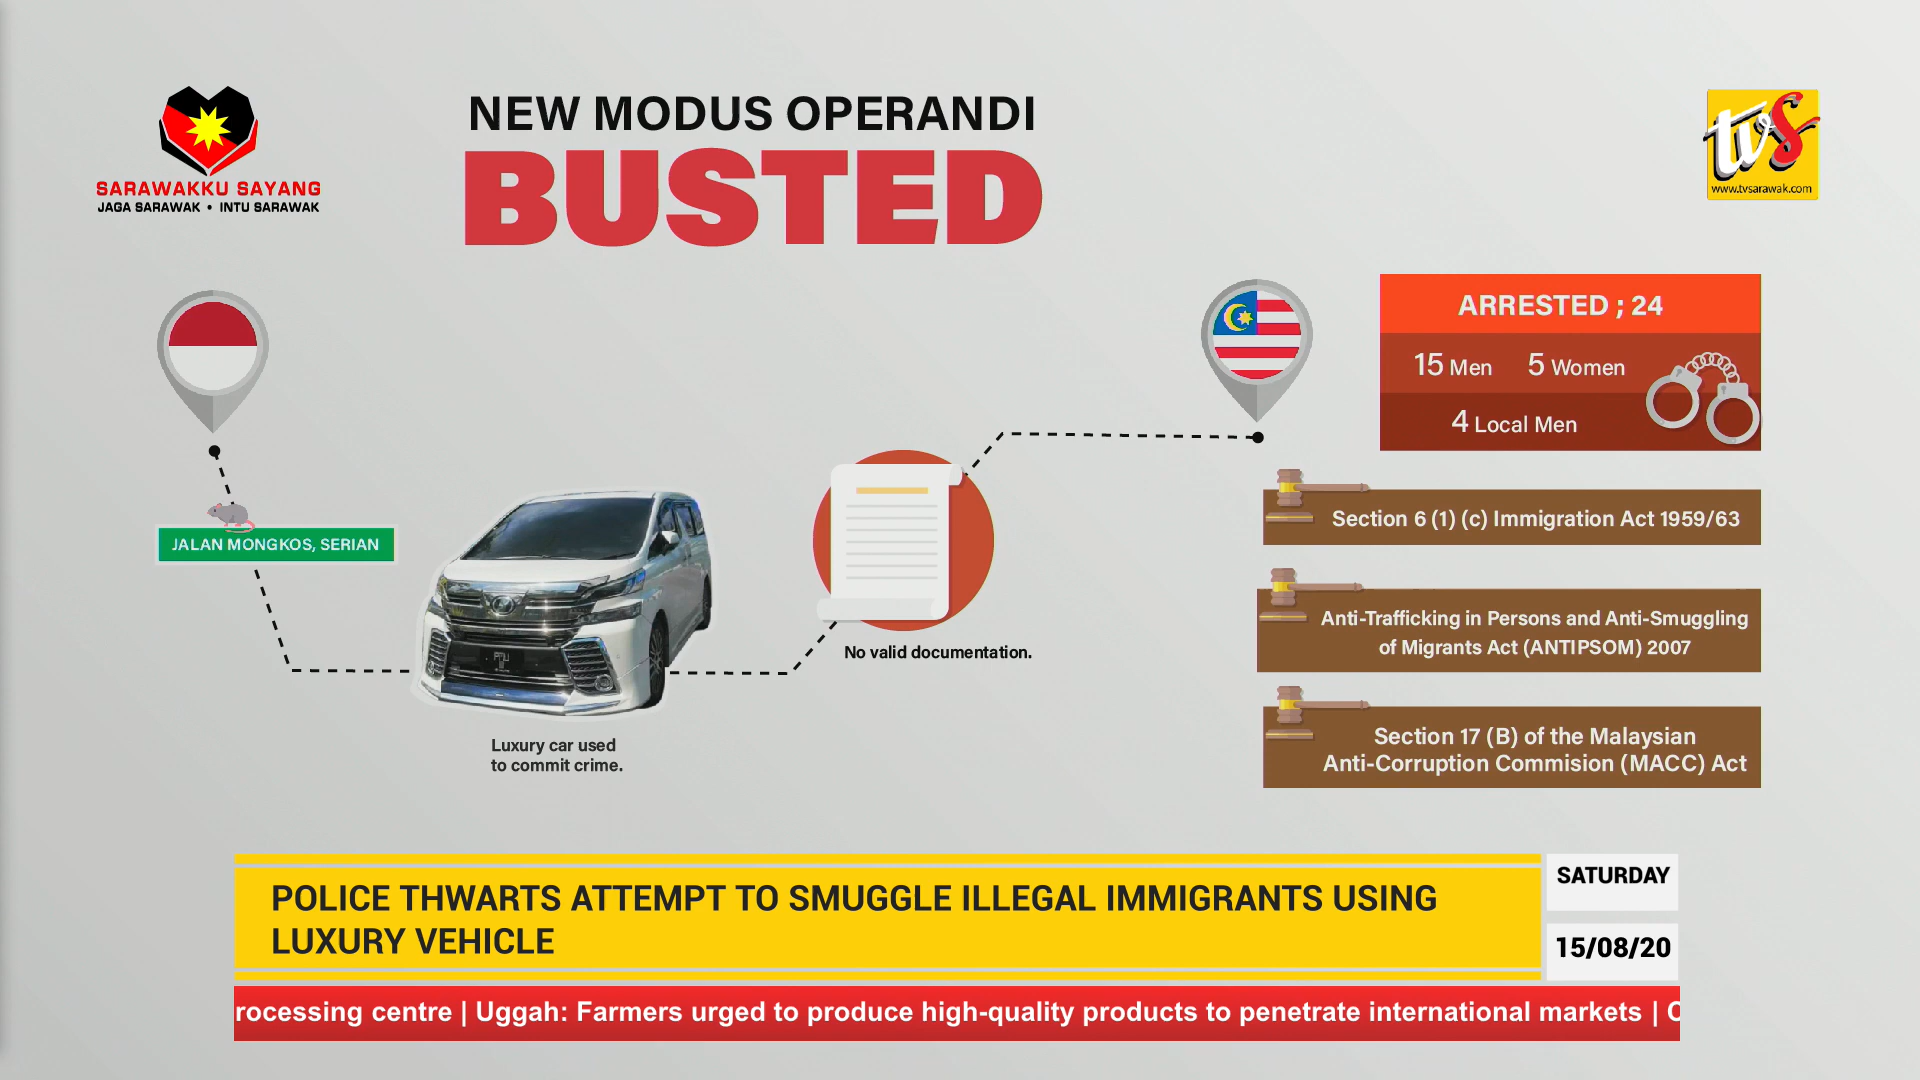 NEW MODUS OPERANDI
BUSTED
SARAWAKKU SAYANG
JAGA SARAWAK • INTU SARAWAK
tvS
www.tvsarawak.com
ARRESTED ; 24
15 Men 5 Women
4 Local Men
JALAN MONGKOS, SERIAN
Luxury car used
to commit crime.
No valid documentation.
Section 6 (1) (c) Immigration Act 1959/63
Anti-Trafficking in Persons and Anti-Smuggling
of Migrants Act (ANTIPSOM) 2007
Section 17 (B) of the Malaysian
Anti-Corruption Commision (MACC) Act
POLICE THWARTS ATTEMPT TO SMUGGLE ILLEGAL IMMIGRANTS USING
LUXURY VEHICLE
SATURDAY
15/08/20
rocessing centre | Uggah: Farmers urged to produce high-quality products to penetrate international markets |